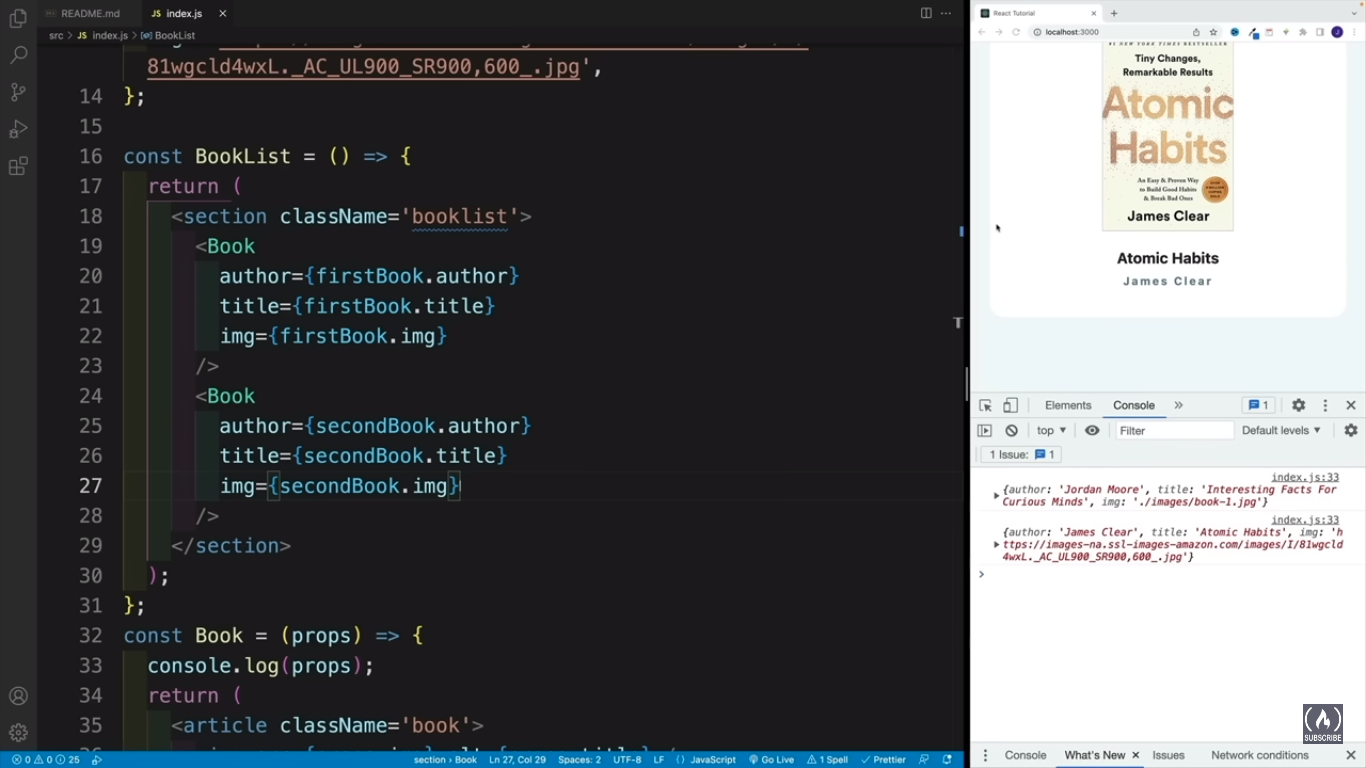 README.md
JS index.js
src > JS index.js > BookList
81wgcld4wxL._AC_UL900_SR900,600_.jpg',
14 };
15
16 const BookList = () => {
17 return (
18 <section className='booklist'>
19 <Book
20 author={firstBook.author}
21 title={firstBook.title}
22 img={firstBook.img}
23 />
24 <Book
25 author={secondBook.author}
26 title={secondBook.title}
27 img={secondBook.img}
28 />
29 </section>
30 );
31 };
32 const Book = (props) => {
33 console.log(props);
34 return (
35 <article className='book'>
0 0 25
section > Book Ln 27, Col 29 Spaces: 2 UTF-8 LF {} JavaScript Go Live 1 Spell Prettier
React Tutorial
localhost:3000
#1 NEW YORK TIMES BESTSELLER
Tiny Changes,
Remarkable Results
Atomic
Habits
An Easy & Proven Way
to Build Good Habits
& Break Bad Ones
James Clear
Atomic Habits
James Clear
Elements Console 1
top Filter Default levels
1 Issue: 1
index.js:33
{author: 'Jordan Moore', title: 'Interesting Facts For
Curious Minds', img: './images/book-1.jpg'}
index.js:33
{author: 'James Clear', title: 'Atomic Habits', img: 'h
ttps://images-na.ssl-images-amazon.com/images/I/81wgcld
4wxL._AC_UL900_SR900,600_.jpg'}
SUBSCRIBE
Console What's New Issues Network conditions